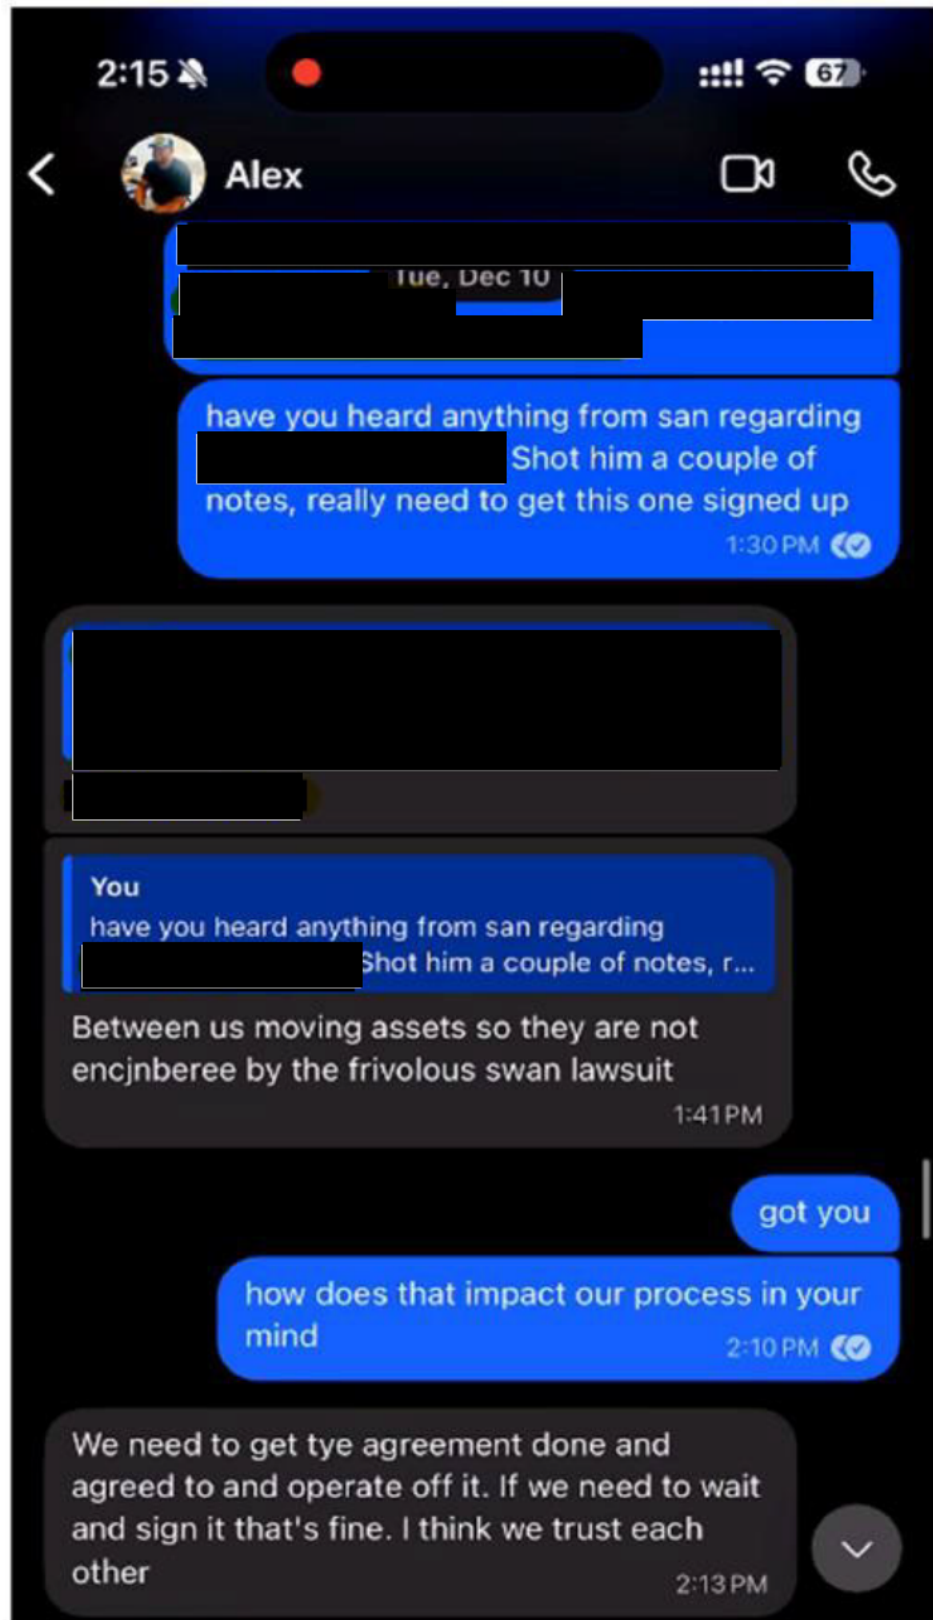 2:15
67
Alex
Tue, Dec 10
have you heard anything from san regarding
Shot him a couple of
notes, really need to get this one signed up
1:30 PM
You
have you heard anything from san regarding
Shot him a couple of notes, r...
Between us moving assets so they are not
encjnberee by the frivolous swan lawsuit
1:41 PM
got you
how does that impact our process in your
mind
2:10 PM
We need to get tye agreement done and
agreed to and operate off it. If we need to wait
and sign it that's fine. I think we trust each
other
2:13 PM